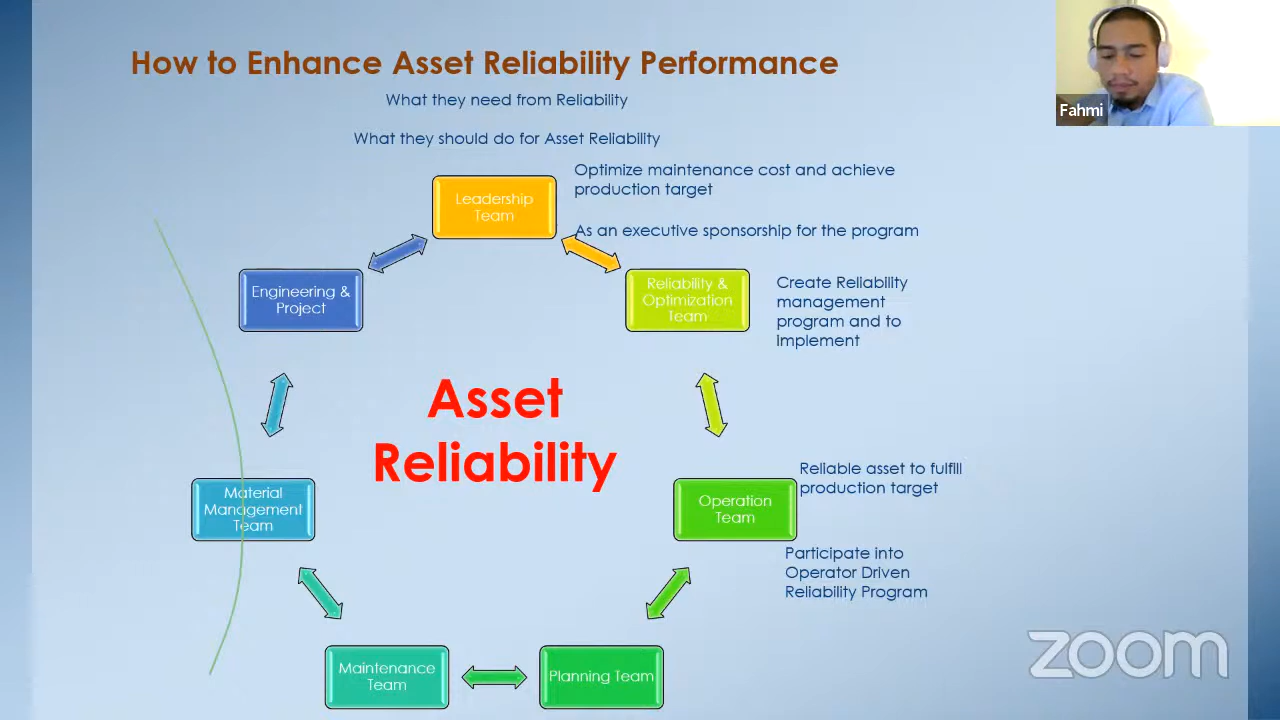 How to Enhance Asset Reliability Performance
Fahmi
What they need from Reliability
What they should do for Asset Reliability
Optimize maintenance cost and achieve
production target
Leadership
Team
As an executive sponsorship for the program
Engineering &
Project
Reliability &
Optimization
Team
Create Reliability
management
program and to
Implement
Asset
Reliability
Reliable asset to fulfill
production target
Material
Management
Team
Operation
Team
Participate into
Operator Driven
Reliability Program
zoom
Maintenance
Team
Planning Team